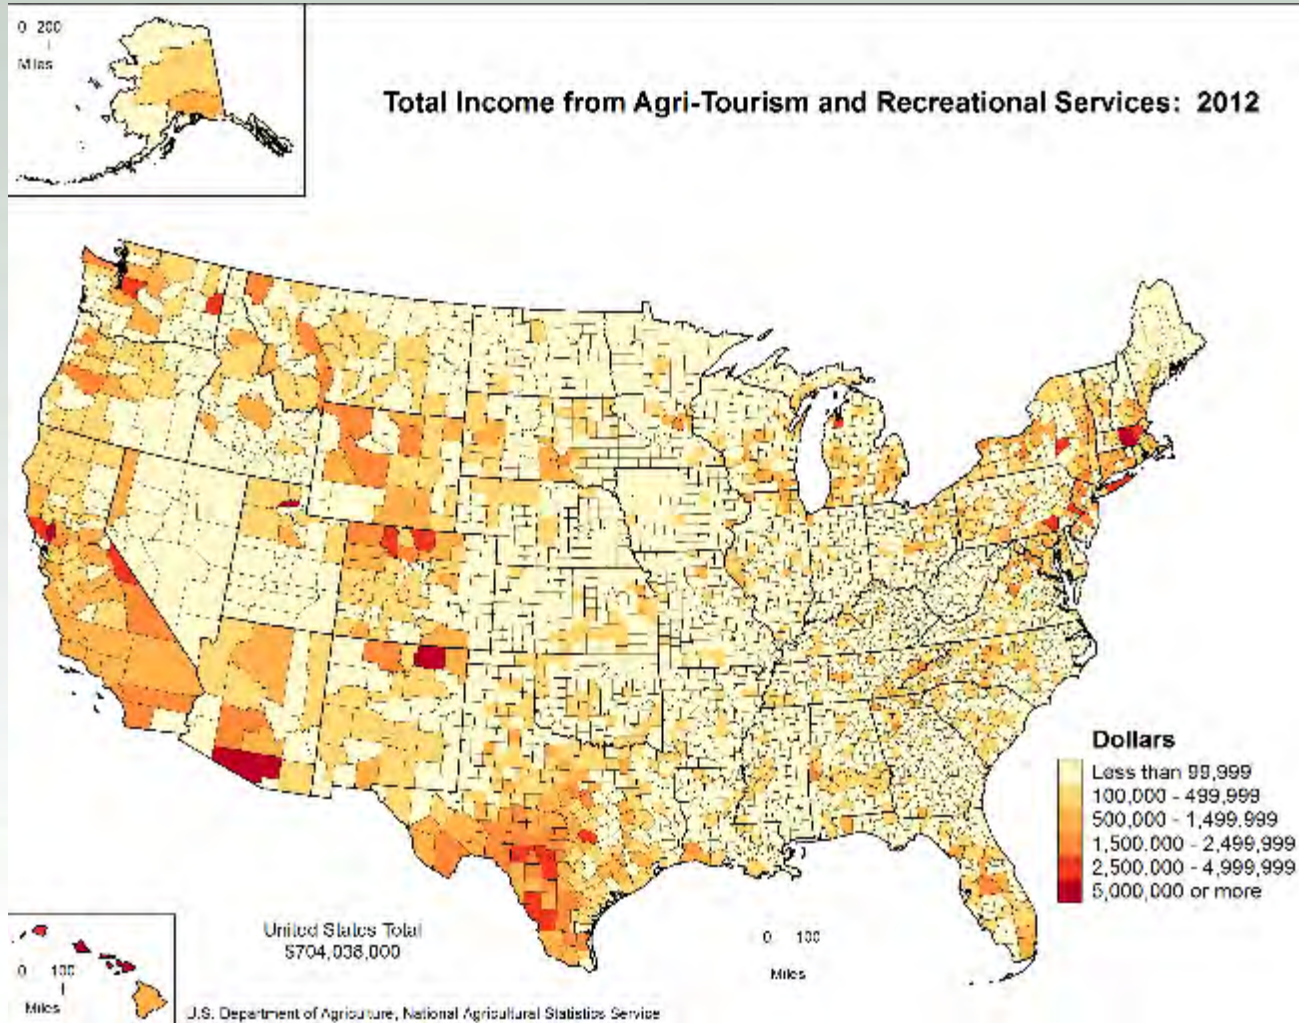 0 200
Miles
Total Income from Agri-Tourism and Recreational Services: 2012
Dollars
Less than 99,999
100,000 - 499,999
500,000 - 1,499,999
1,500,000 - 2,499,999
2,500,000 - 4,999,999
5,000,000 or more
United States Total
$704,038,000
0 100
Miles
0 100
Miles
U.S. Department of Agriculture, National Agricultural Statistics Service